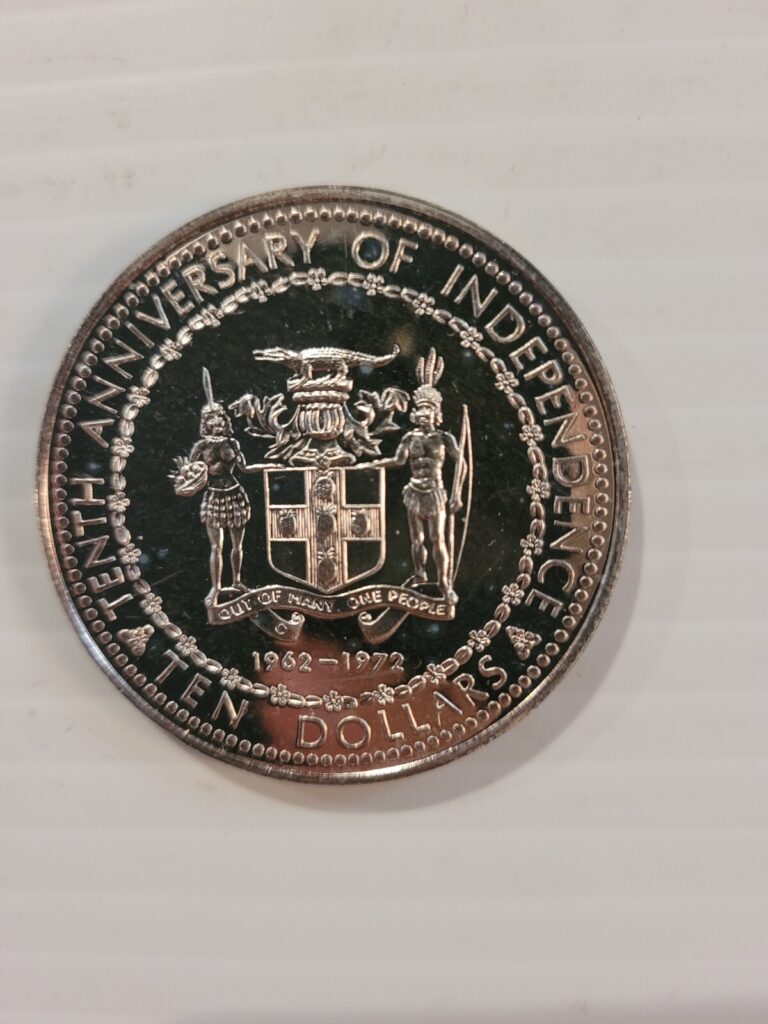 TENTH ANNIVERSARY OF INDEPENDENCE
OUT OF MANY, ONE PEOPLE
C
1962-1972
TEN DOLLARS